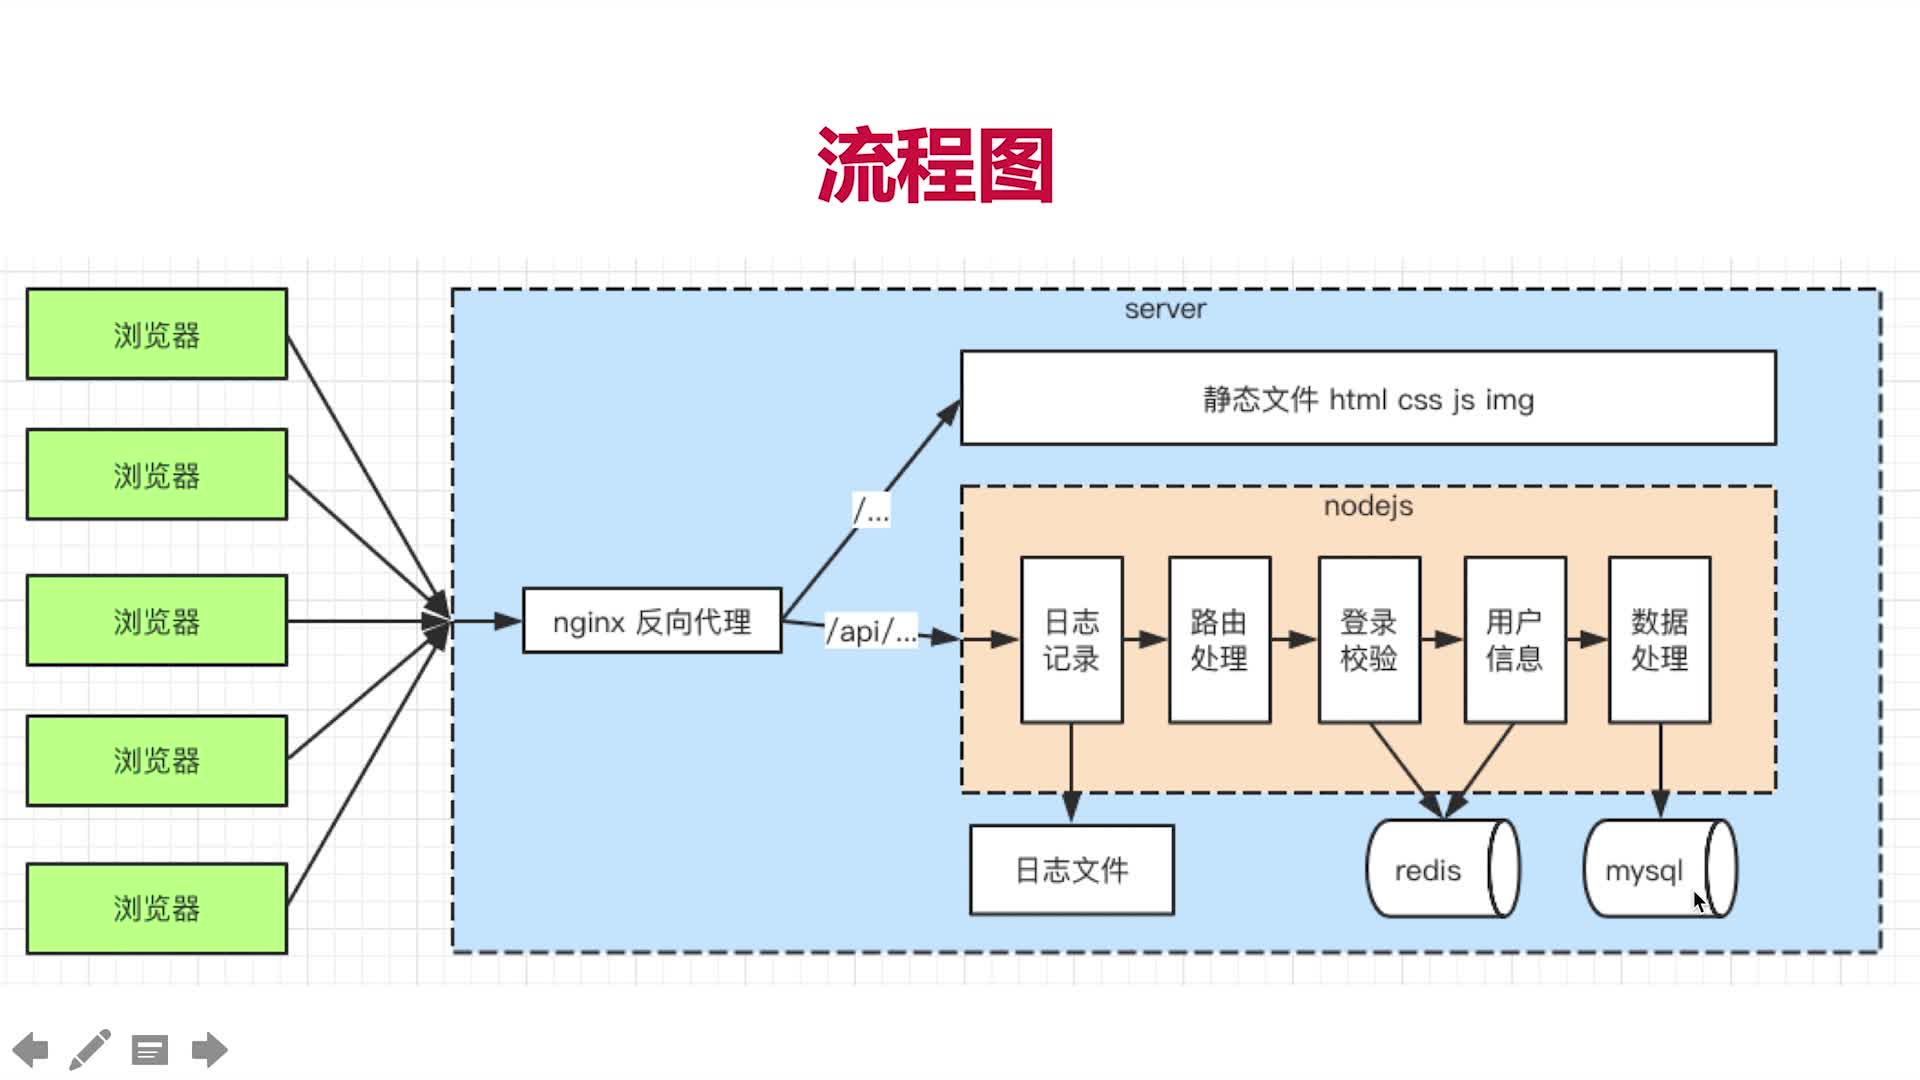 流程图
浏览器
浏览器
浏览器
浏览器
浏览器
server
nginx 反向代理
/...
/api/...
静态文件 html css js img
nodejs
日志
记录
路由
处理
登录
校验
用户
信息
数据
处理
日志文件
redis
mysql